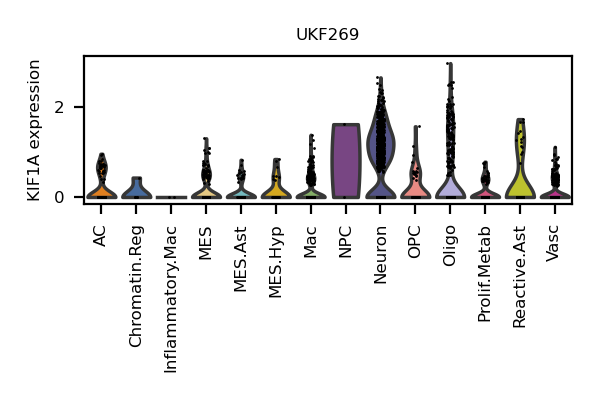 UKF269
KIF1A expression
2
0
AC
Chromatin.Reg
Inflammatory.Mac
MES
MES.Ast
MES.Hyp
Mac
NPC
Neuron
OPC
Oligo
Prolif.Metab
Reactive.Ast
Vasc